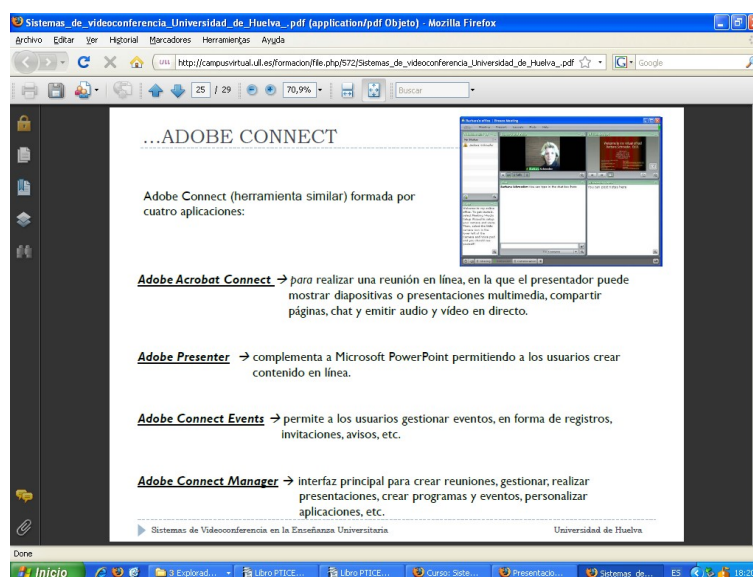 Sistemas_de_videoconferencia_Universidad_de_Huelva_.pdf (application/pdf Objeto) - Mozilla Firefox
Archivo Editar Ver Historial Marcadores Herramientas Ayuda
http://campusvirtual.ull.es/formacion/file.php/572/Sistemas_de_videoconferencia_Universidad_de_Huelva_.pdf
Google
25 / 29
70,9%
Buscar
...ADOBE CONNECT
Adobe Connect (herramienta similar) formada por
cuatro aplicaciones:
Adobe Acrobat Connect → para realizar una reunión en línea, en la que el presentador puede
mostrar diapositivas o presentaciones multimedia, compartir
páginas, chat y emitir audio y vídeo en directo.
Adobe Presenter → complementa a Microsoft PowerPoint permitiendo a los usuarios crear
contenido en línea.
Adobe Connect Events → permite a los usuarios gestionar eventos, en forma de registros,
invitaciones, avisos, etc.
Adobe Connect Manager → interfaz principal para crear reuniones, gestionar, realizar
presentaciones, crear programas y eventos, personalizar
aplicaciones, etc.
Sistemas de Videoconferencia en la Enseñanza Universitaria
Universidad de Huelva
Done
Inicio
3 Explorad...
Libro PTICE...
Libro PTICE...
Curso: Siste...
Presentacio...
Sistemas_de...
ES